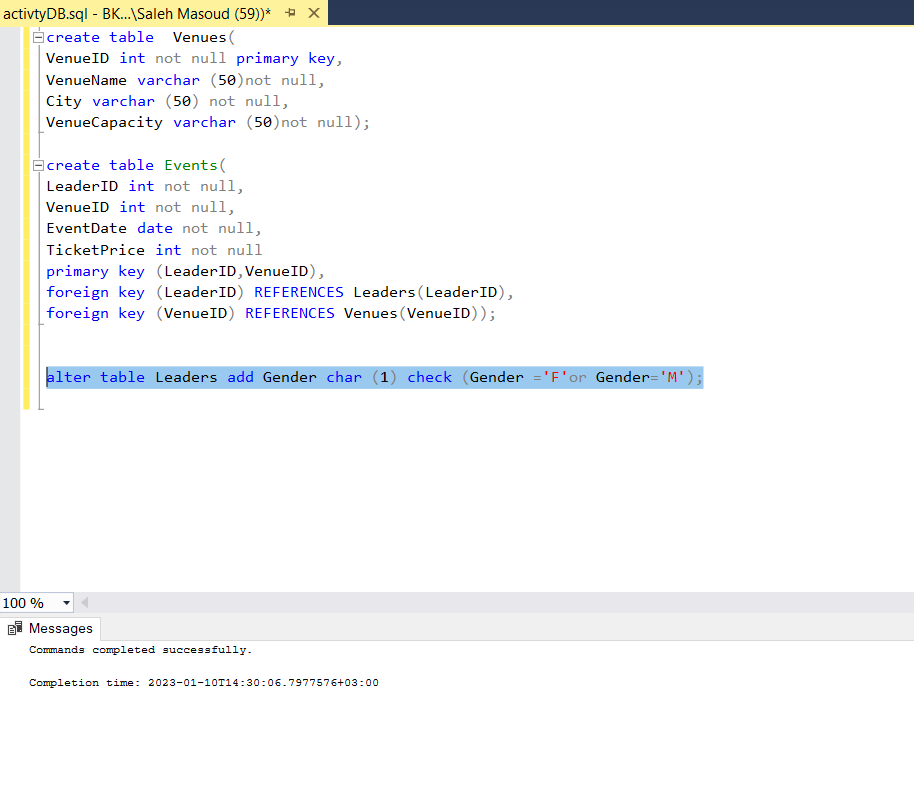 activtyDB.sql - BK...\Saleh Masoud (59))*
create table  Venues(
VenueID int not null primary key,
VenueName varchar (50)not null,
City varchar (50) not null,
VenueCapacity varchar (50)not null);
create table Events(
LeaderID int not null,
VenueID int not null,
EventDate date not null,
TicketPrice int not null
primary key (LeaderID,VenueID),
foreign key (LeaderID) REFERENCES Leaders(LeaderID),
foreign key (VenueID) REFERENCES Venues(VenueID));
alter table Leaders add Gender char (1) check (Gender ='F'or Gender='M');
100 %
Messages
Commands completed successfully.
Completion time: 2023-01-10T14:30:06.7977576+03:00